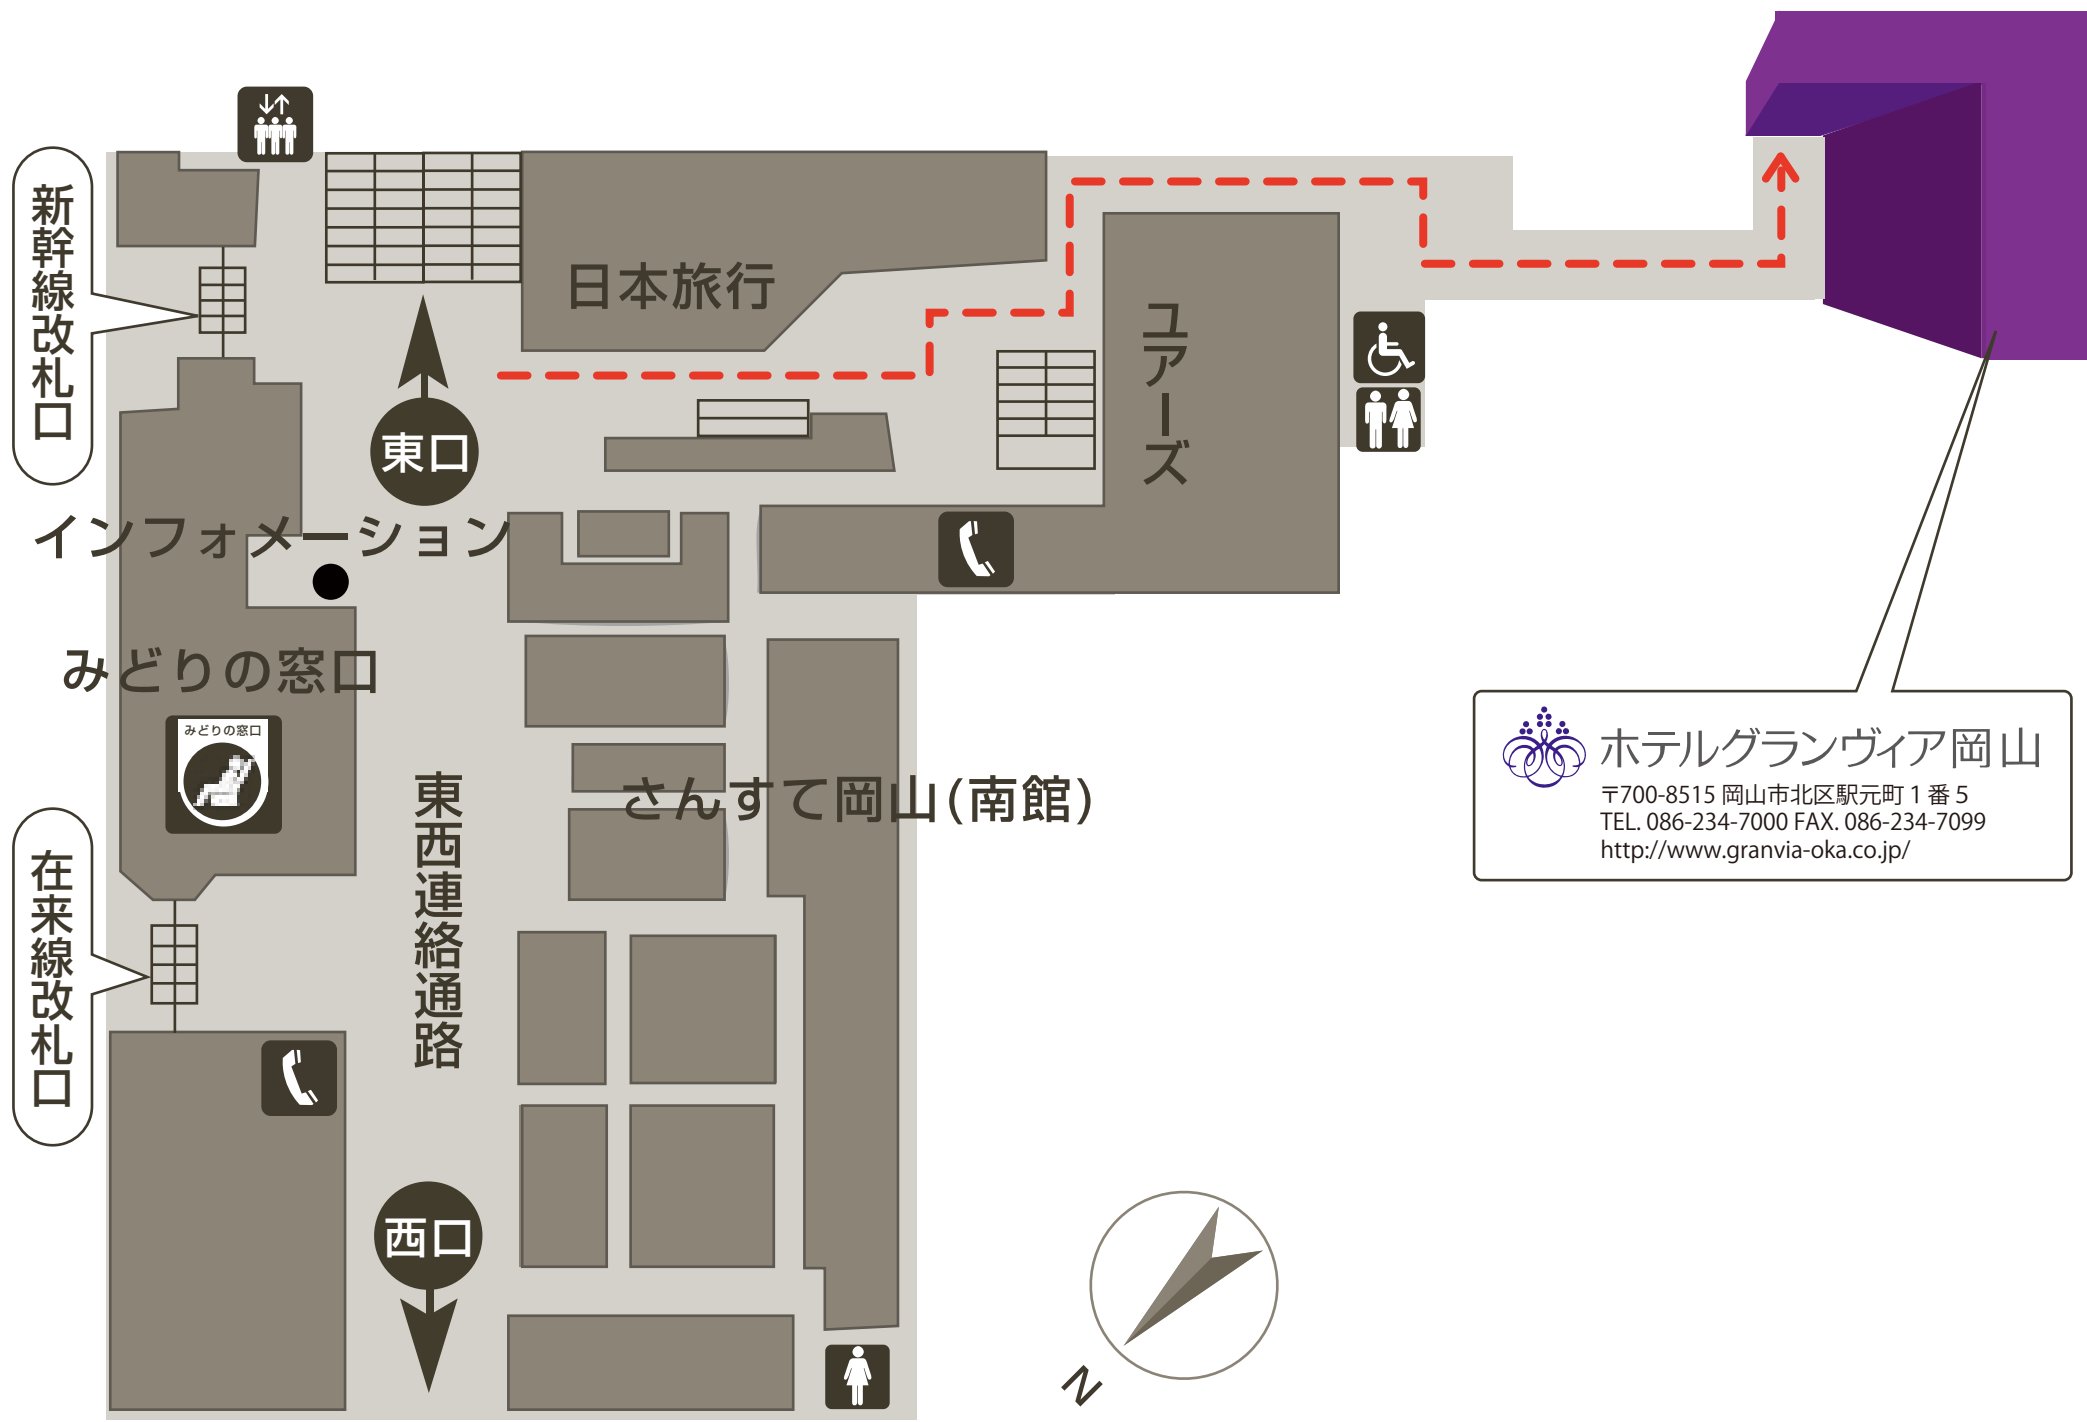 新幹線改札口
日本旅行
ユアーズ
東口
インフォメーション
みどりの窓口
みどりの窓口
さんすて岡山(南館)
東西連絡通路
在来線改札口
西口
N
ホテルグランヴィア岡山
〒700-8515 岡山市北区駅元町 1 番 5
TEL. 086-234-7000 FAX. 086-234-7099
http://www.granvia-oka.co.jp/